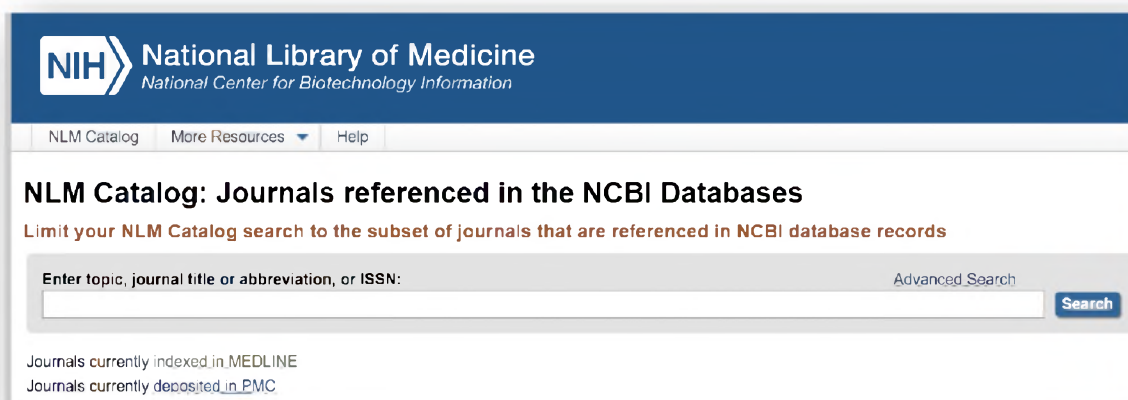 NIH National Library of Medicine
National Center for Biotechnology Information
NLM Catalog More Resources Help
NLM Catalog: Journals referenced in the NCBI Databases
Limit your NLM Catalog search to the subset of journals that are referenced in NCBI database records
Enter topic, journal title or abbreviation, or ISSN: Advanced Search
Search
Journals currently indexed in MEDLINE
Journals currently deposited in PMC